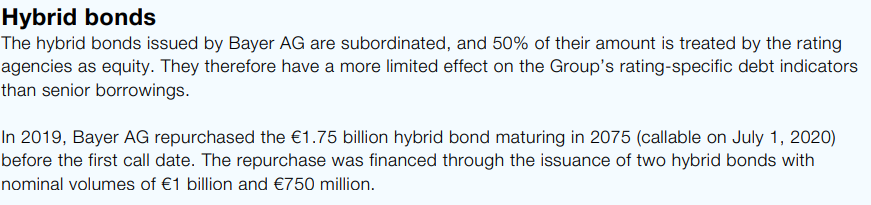 Hybrid bonds
The hybrid bonds issued by Bayer AG are subordinated, and 50% of their amount is treated by the rating
agencies as equity. They therefore have a more limited effect on the Group's rating-specific debt indicators
than senior borrowings.
In 2019, Bayer AG repurchased the €1.75 billion hybrid bond maturing in 2075 (callable on July 1, 2020)
before the first call date. The repurchase was financed through the issuance of two hybrid bonds with
nominal volumes of €1 billion and €750 million.